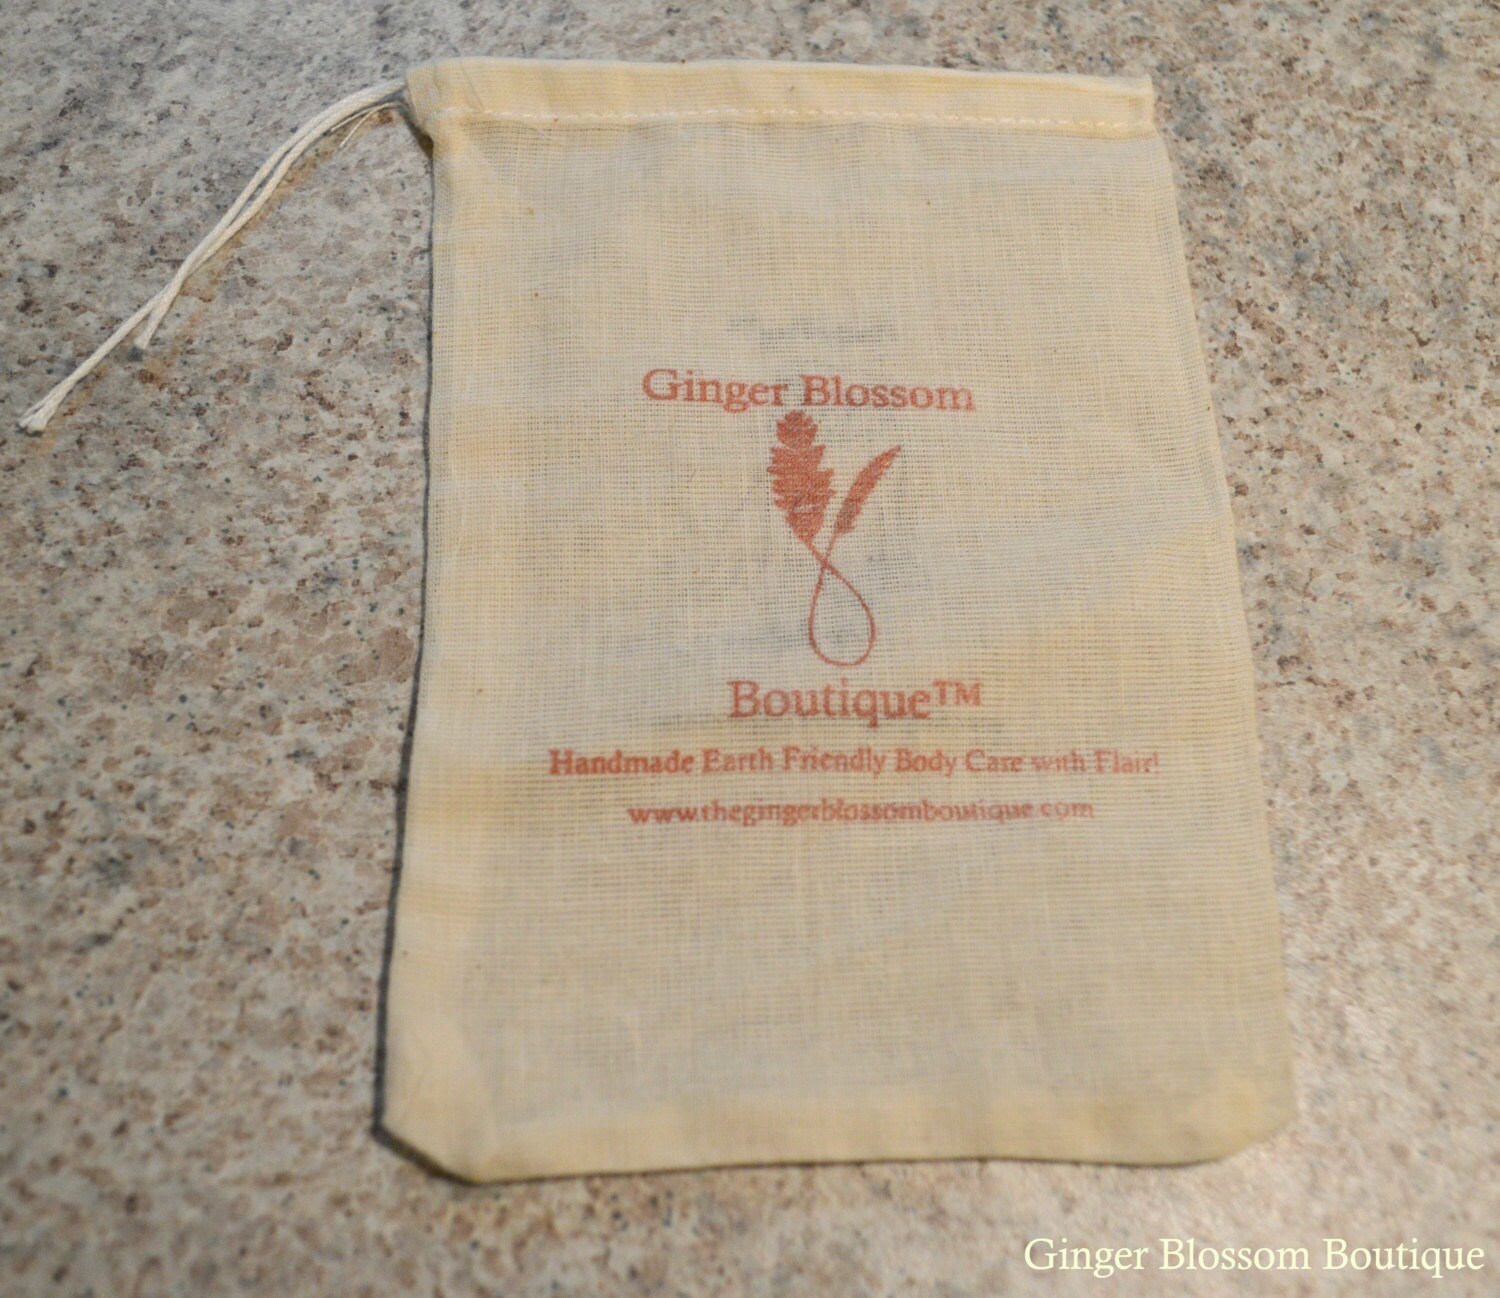 Ginger Blossom
Boutique™
Handmade Earth Friendly Body Care with Flair!
www.thegingerblossomboutique.com
Ginger Blossom Boutique